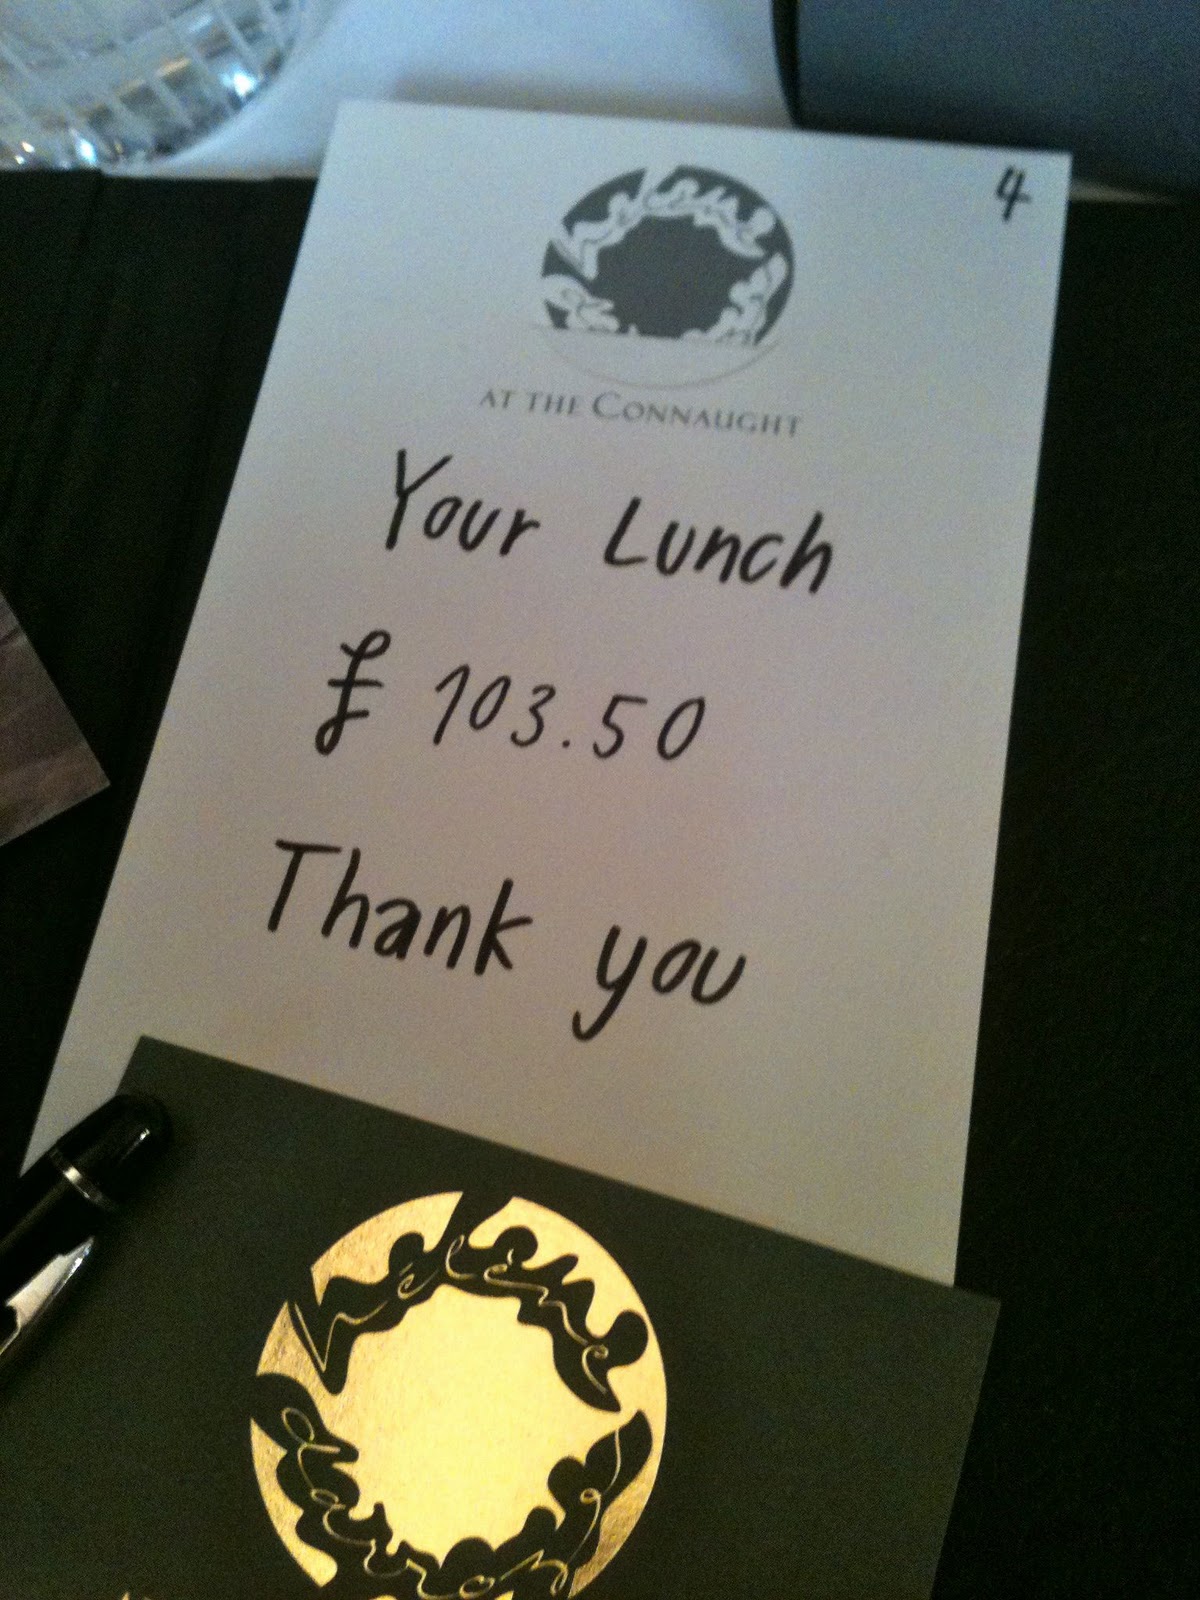 4
AT THE CONNAUGHT
Your Lunch
£ 103.50
Thank you